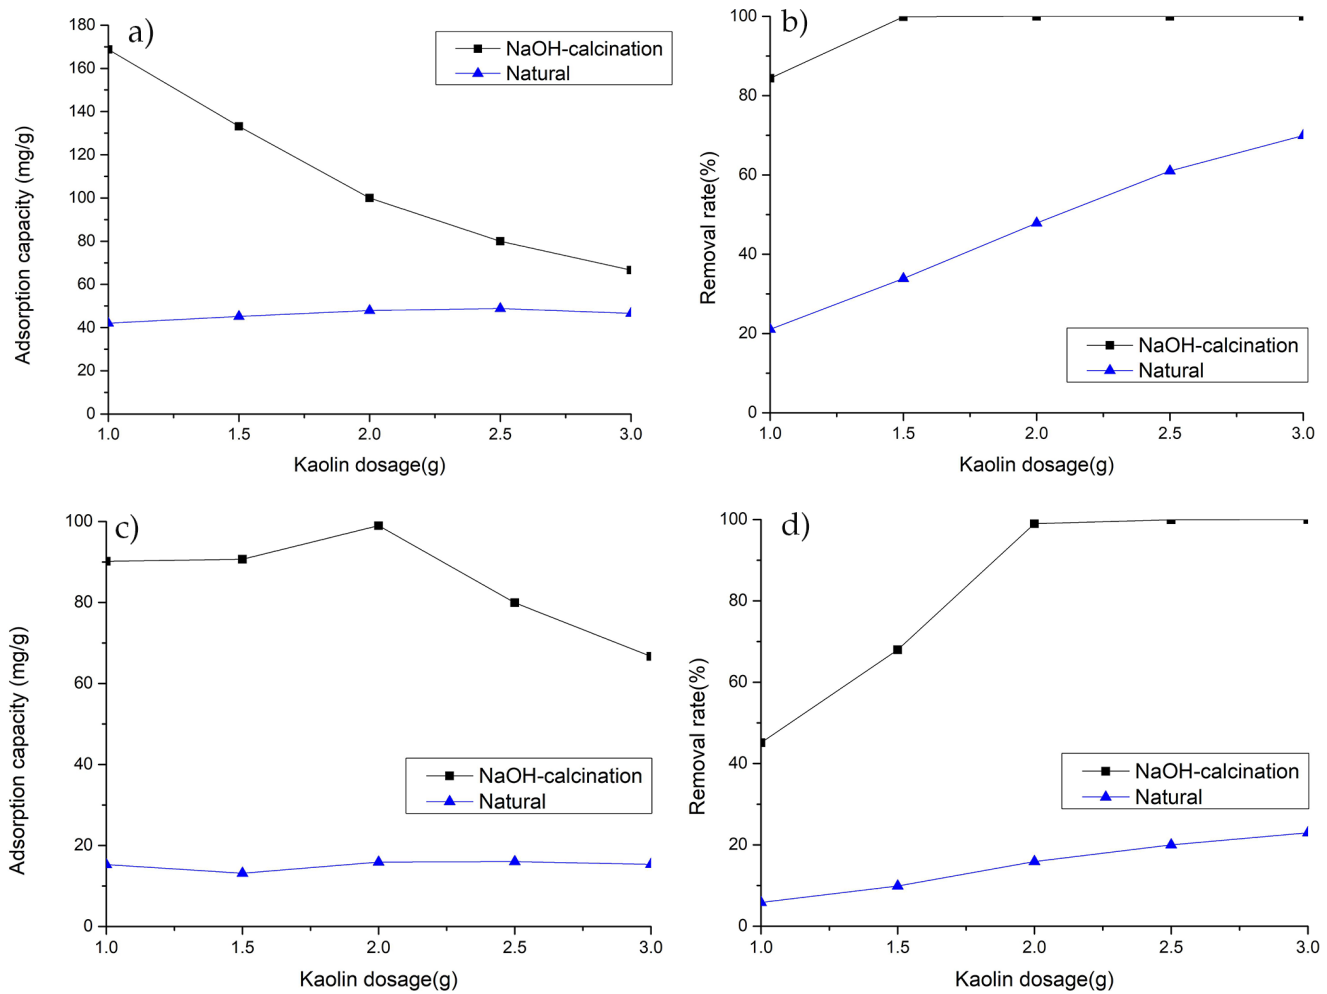 a)
NaOH-calcination
Natural
Adsorption capacity (mg/g)
180
160
140
120
100
80
60
40
20
0
1.0 1.5 2.0 2.5 3.0
Kaolin dosage(g)
b)
NaOH-calcination
Natural
Removal rate(%)
100
80
60
40
20
0
1.0 1.5 2.0 2.5 3.0
Kaolin dosage(g)
c)
NaOH-calcination
Natural
Adsorption capacity (mg/g)
100
80
60
40
20
0
1.0 1.5 2.0 2.5 3.0
Kaolin dosage(g)
d)
NaOH-calcination
Natural
Removal rate(%)
100
80
60
40
20
0
1.0 1.5 2.0 2.5 3.0
Kaolin dosage(g)